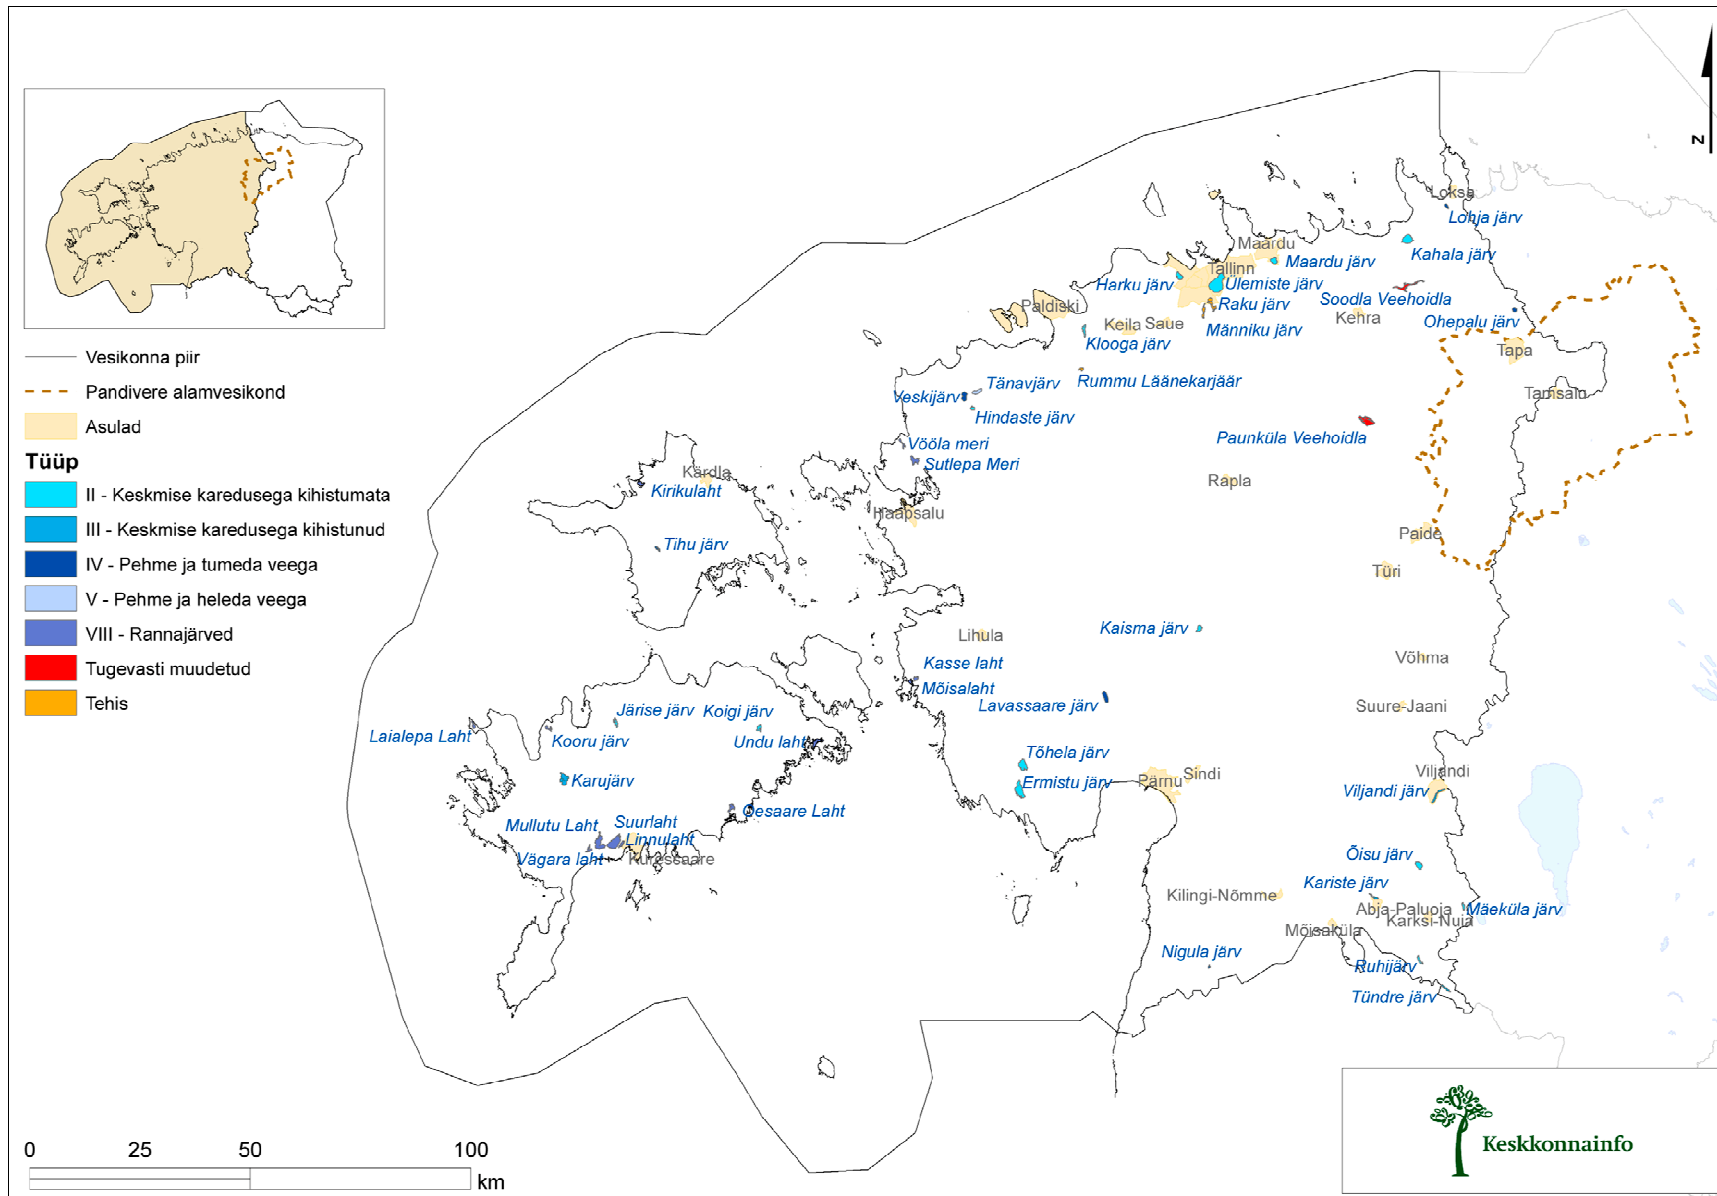 Vesikonna piir
Pandivere alamvesikond
Asulad
Tüüp
II - Keskmise karedusega kihistumata
III - Keskmise karedusega kihistunud
IV - Pehme ja tumeda veega
V - Pehme ja heleda veega
VIII - Rannajärved
Tugevasti muudetud
Tehis
0 25 50 100
km
N
Loksa
Lohja järv
Maardu
Kahala järv
Maardu järv
Tallinn
Harku järv
Ülemiste järv
Raku järv
Soodla Veehoidla
Paldiski
Keila
Saue
Männiku järv
Kehra
Ohepalu järv
Klooga järv
Tapa
Rummu Läänekarjäär
Tänavjärv
Veskijärv
Tamsalu
Hindaste järv
Paunküla Veehoidla
Vööla meri
Sutlepa Meri
Kärdla
Kirikulaht
Rapla
Haapsalu
Paide
Tihu järv
Türi
Kaisma järv
Lihula
Võhma
Kasse laht
Mõisalaht
Lavassaare järv
Suure-Jaani
Järise järv
Koigi järv
Laialepa Laht
Kooru järv
Undu laht
Tõhela järv
Karujärv
Ermistu järv
Pärnu
Sindi
Viljandi
Viljandi järv
Oesaare Laht
Mullutu Laht
Suurlaht
Linnulaht
Vägara laht
Kuressaare
Õisu järv
Kariste järv
Kilingi-Nõmme
Abja-Paluoja
Mäeküla järv
Karksi-Nuia
Mõisaküla
Nigula järv
Ruhijärv
Tündre järv
Keskkonnainfo